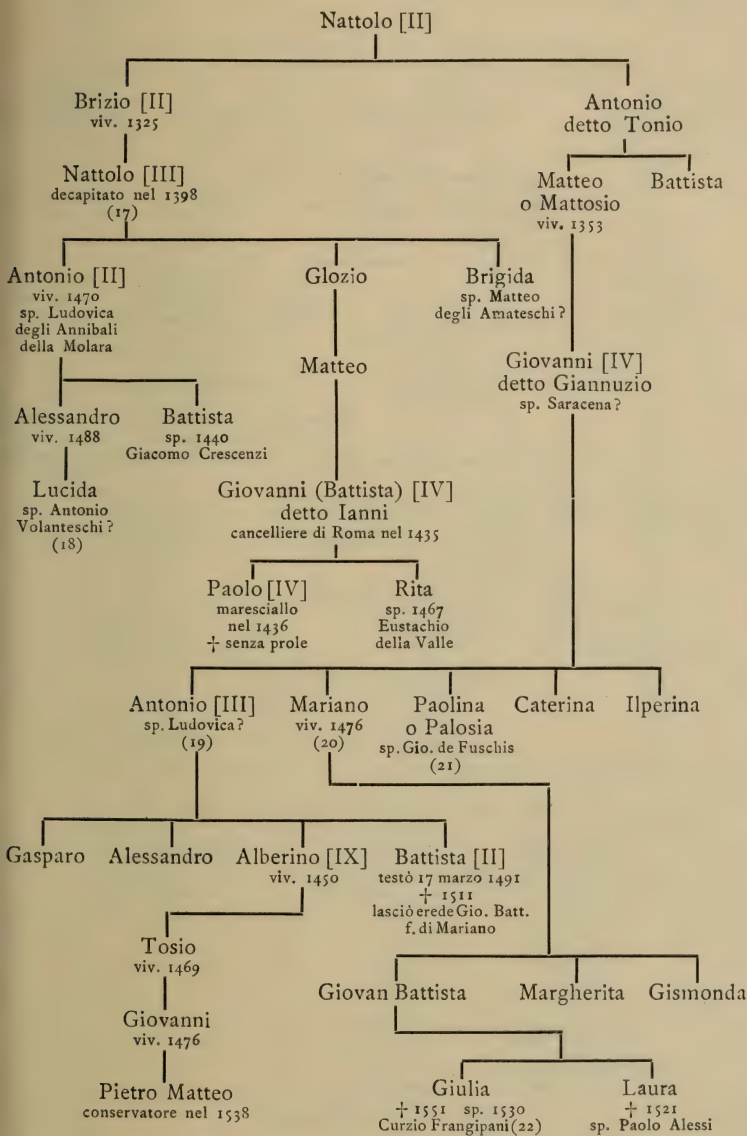 Nattolo [II]
Brizio [II]
viv. 1325
Antonio
detto Tonio
Nattolo [III]
decapitato nel 1398
(17)
Matteo
o Mattosio
viv. 1353
Battista
Antonio [II]
viv. 1470
sp. Ludovica
degli Annibali
della Molara
Glozio
Brigida
sp. Matteo
degli Amateschi?
Matteo
Giovanni [IV]
detto Giannuzio
sp. Saracena?
Alessandro
viv. 1488
Battista
sp. 1440
Giacomo Crescenzi
Lucida
sp. Antonio
Volanteschi?
(18)
Giovanni (Battista) [IV]
detto Ianni
cancelliere di Roma nel 1435
Paolo [IV]
maresciallo
nel 1436
┼ senza prole
Rita
sp. 1467
Eustachio
della Valle
Antonio [III]
sp. Ludovica?
(19)
Mariano
viv. 1476
(20)
Paolina
o Palosia
sp. Gio. de Fuschis
(21)
Caterina
Ilperina
Gasparo
Alessandro
Alberino [IX]
viv. 1450
Battista [II]
testò 17 marzo 1491
┼ 1511
lasciò erede Gio. Batt.
f. di Mariano
Tosio
viv. 1469
Giovan Battista
Margherita
Gismonda
Giovanni
viv. 1476
Pietro Matteo
conservatore nel 1538
Giulia
┼ 1551 sp. 1530
Curzio Frangipani (22)
Laura
┼ 1521
sp. Paolo Alessi